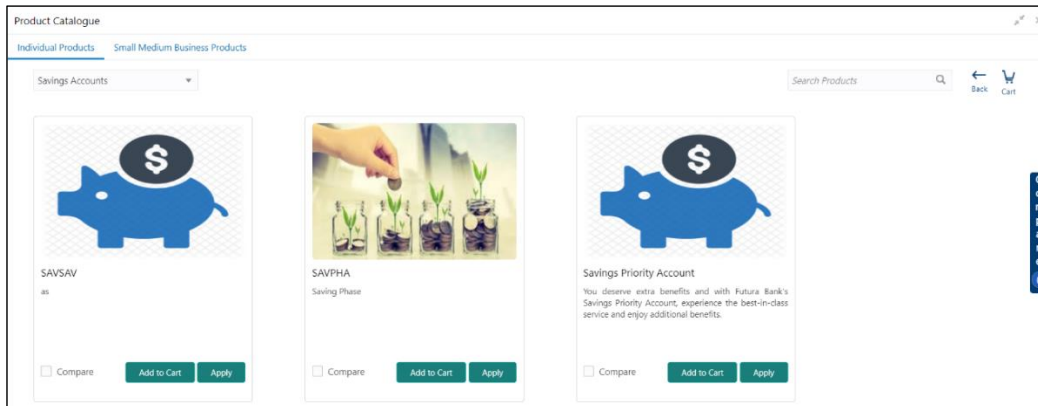 Product Catalogue
Individual Products Small Medium Business Products
Savings Accounts Search Products Back Cart
$ $
SAVSAV
as
Compare Add to Cart Apply
SAVPHA
Saving Phase
Compare Add to Cart Apply
Savings Priority Account
You deserve extra benefits and with Futura Bank's
Savings Priority Account, experience the best-in-class
service and enjoy additional benefits.
Compare Add to Cart Apply